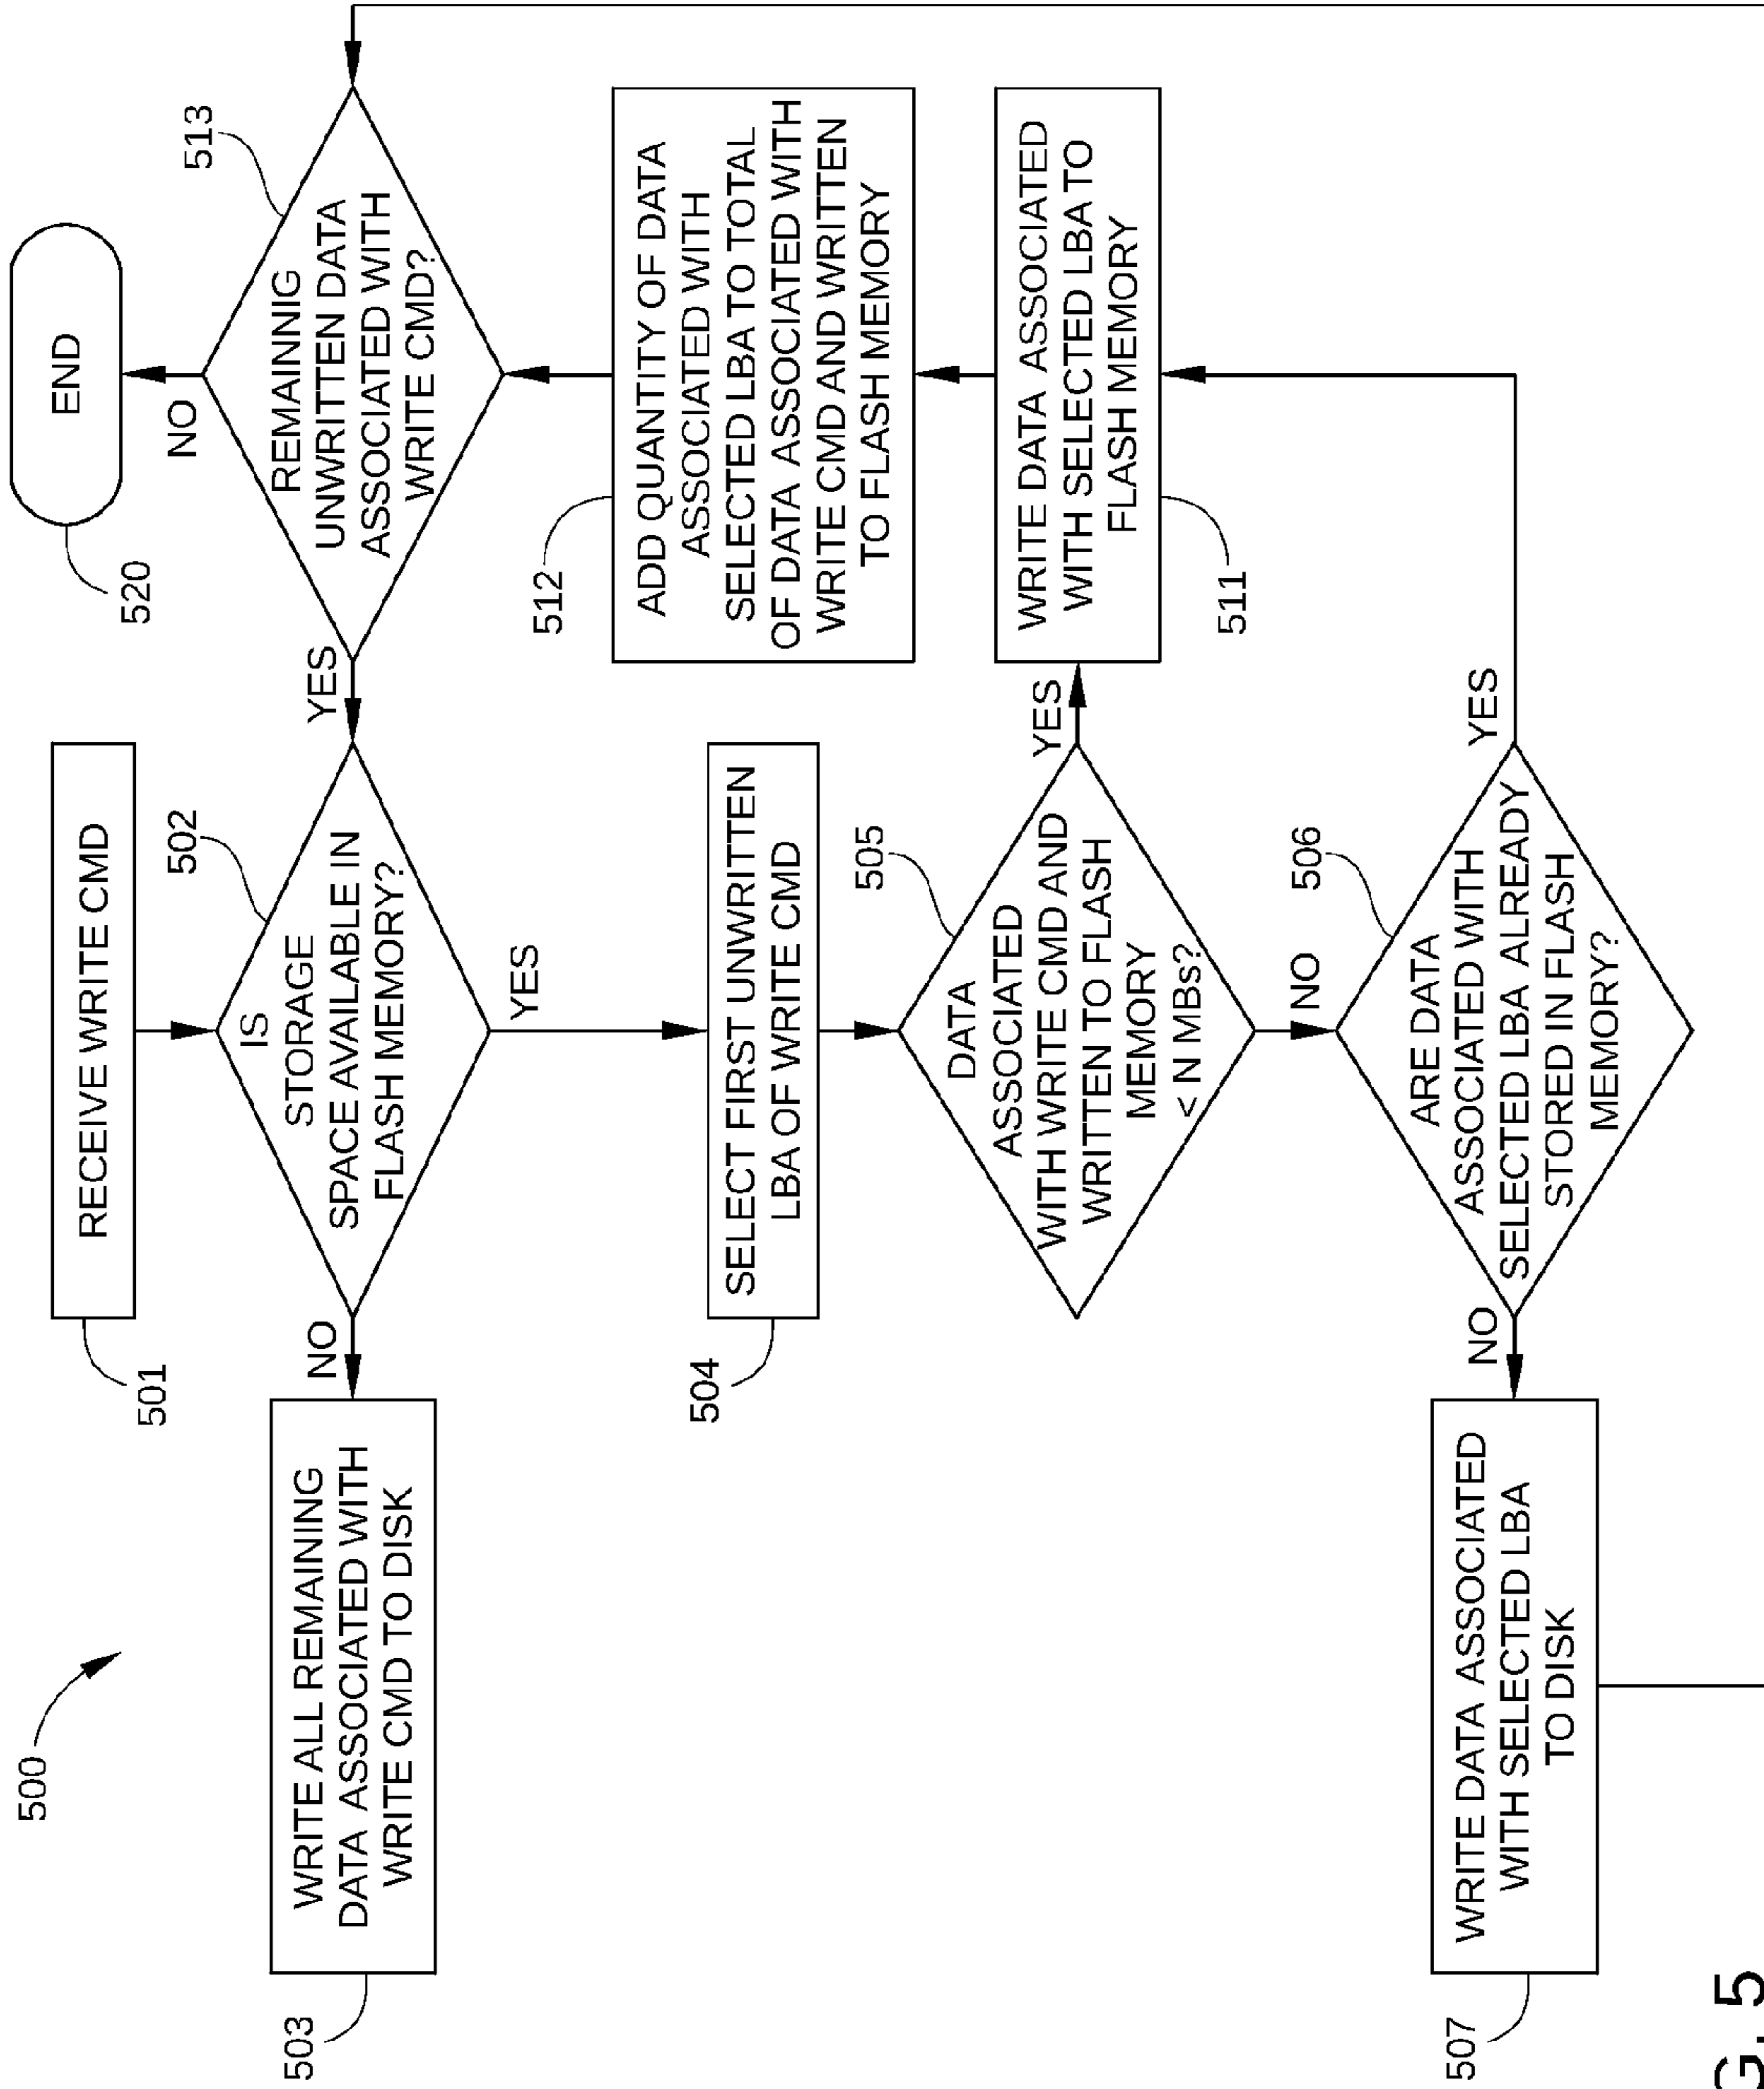 500
501
RECEIVE WRITE CMD
520
END
513
REMAINNIG
UNWRITTEN DATA
ASSOCIATED WITH
WRITE CMD?
NO
YES
502
IS
STORAGE
SPACE AVAILABLE IN
FLASH MEMORY?
NO
YES
503
WRITE ALL REMAINING
DATA ASSOCIATED WITH
WRITE CMD TO DISK
504
SELECT FIRST UNWRITTEN
LBA OF WRITE CMD
512
ADD QUANTITY OF DATA
ASSOCIATED WITH
SELECTED LBA TO TOTAL
OF DATA ASSOCIATED WITH
WRITE CMD AND WRITTEN
TO FLASH MEMORY
505
DATA
ASSOCIATED
WITH WRITE CMD AND
WRITTEN TO FLASH
MEMORY
< N MBs?
YES
NO
511
WRITE DATA ASSOCIATED
WITH SELECTED LBA TO
FLASH MEMORY
506
ARE DATA
ASSOCIATED WITH
SELECTED LBA ALREADY
STORED IN FLASH
MEMORY?
YES
NO
507
WRITE DATA ASSOCIATED
WITH SELECTED LBA
TO DISK
G. 5